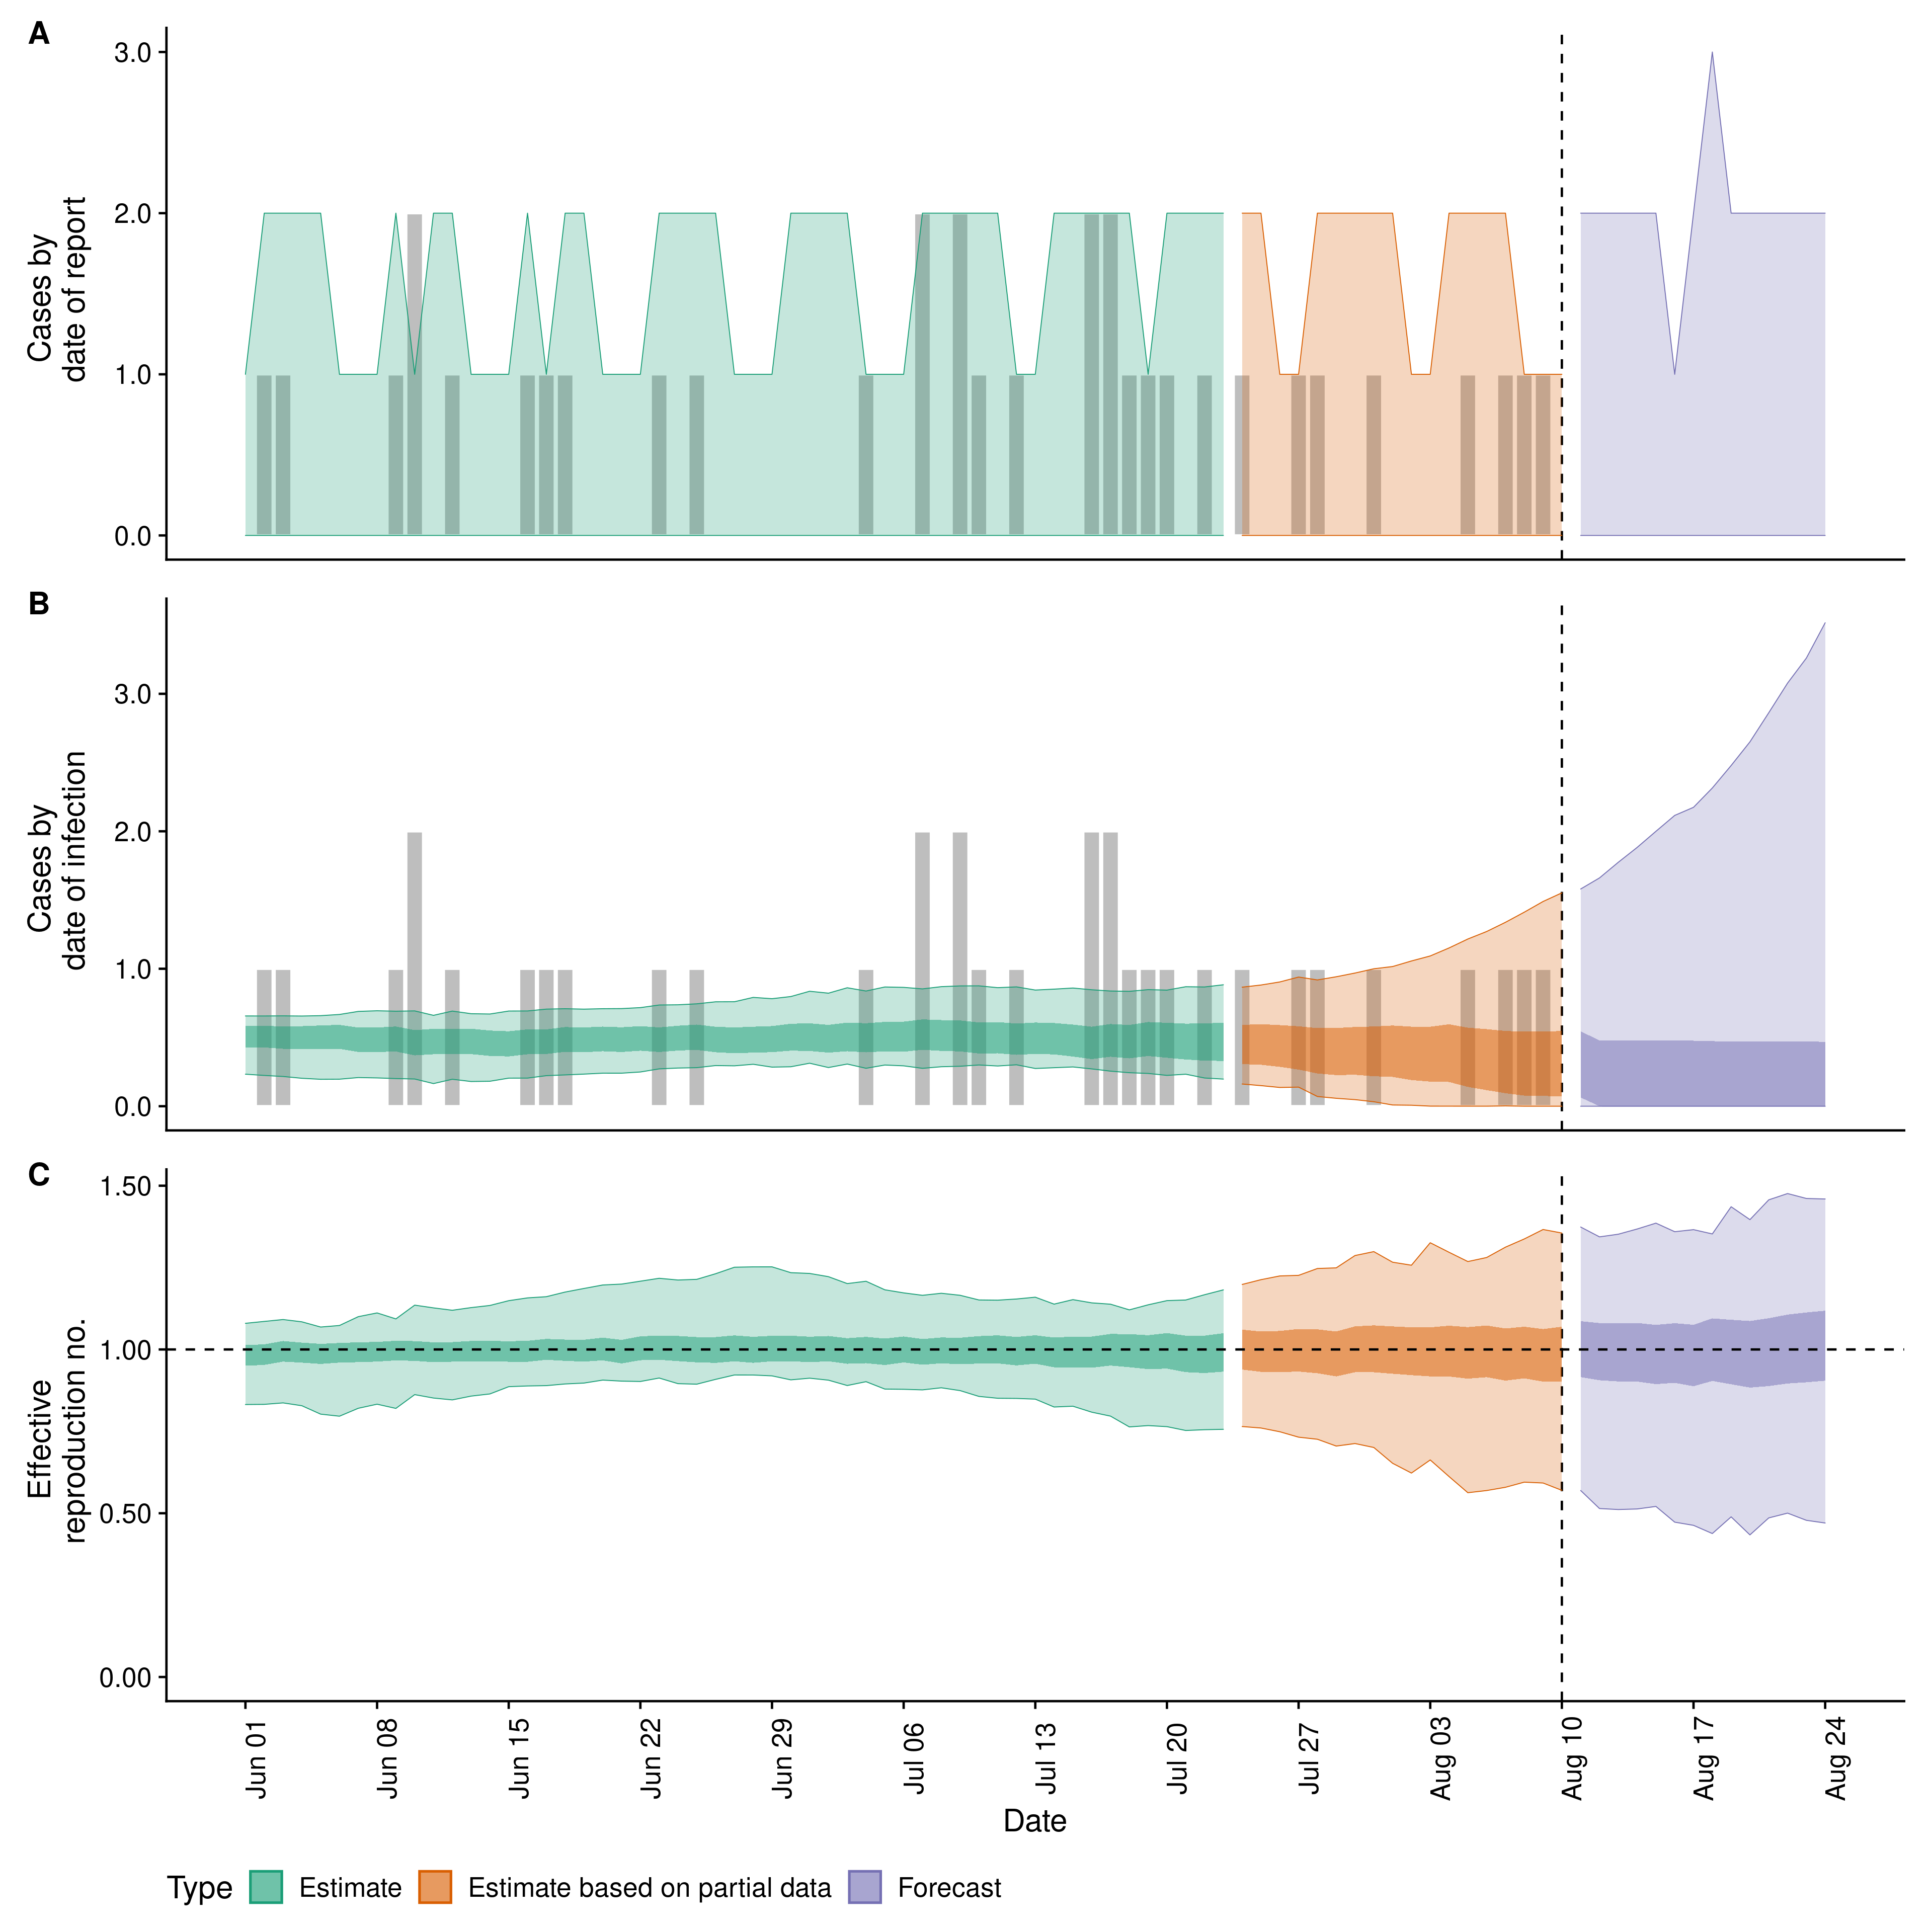 A
3.0
2.0
1.0
0.0
Cases by
date of report
B
3.0
2.0
1.0
0.0
Cases by
date of infection
C
1.50
1.00
0.50
0.00
Effective
reproduction no.
Jun 01
Jun 08
Jun 15
Jun 22
Jun 29
Jul 06
Jul 13
Jul 20
Jul 27
Aug 03
Aug 10
Aug 17
Aug 24
Date
Type Estimate Estimate based on partial data Forecast